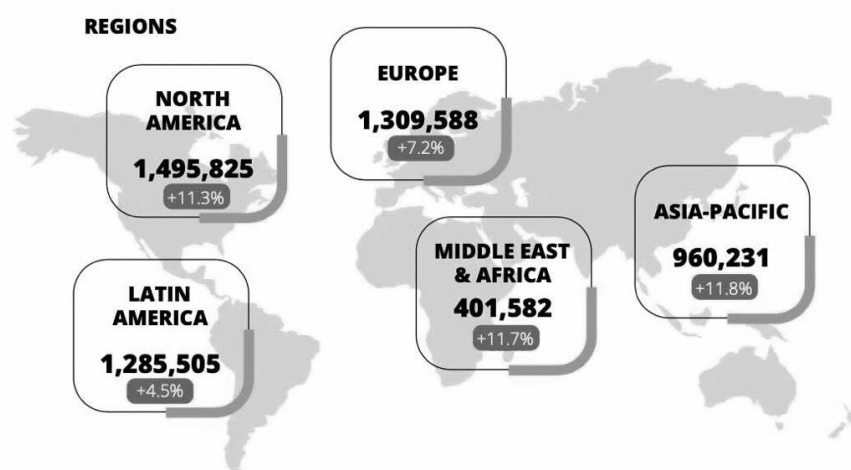 REGIONS
NORTH
AMERICA
1,495,825
+11.3%
EUROPE
1,309,588
+7.2%
ASIA-PACIFIC
960,231
+11.8%
MIDDLE EAST
& AFRICA
401,582
+11.7%
LATIN
AMERICA
1,285,505
+4.5%